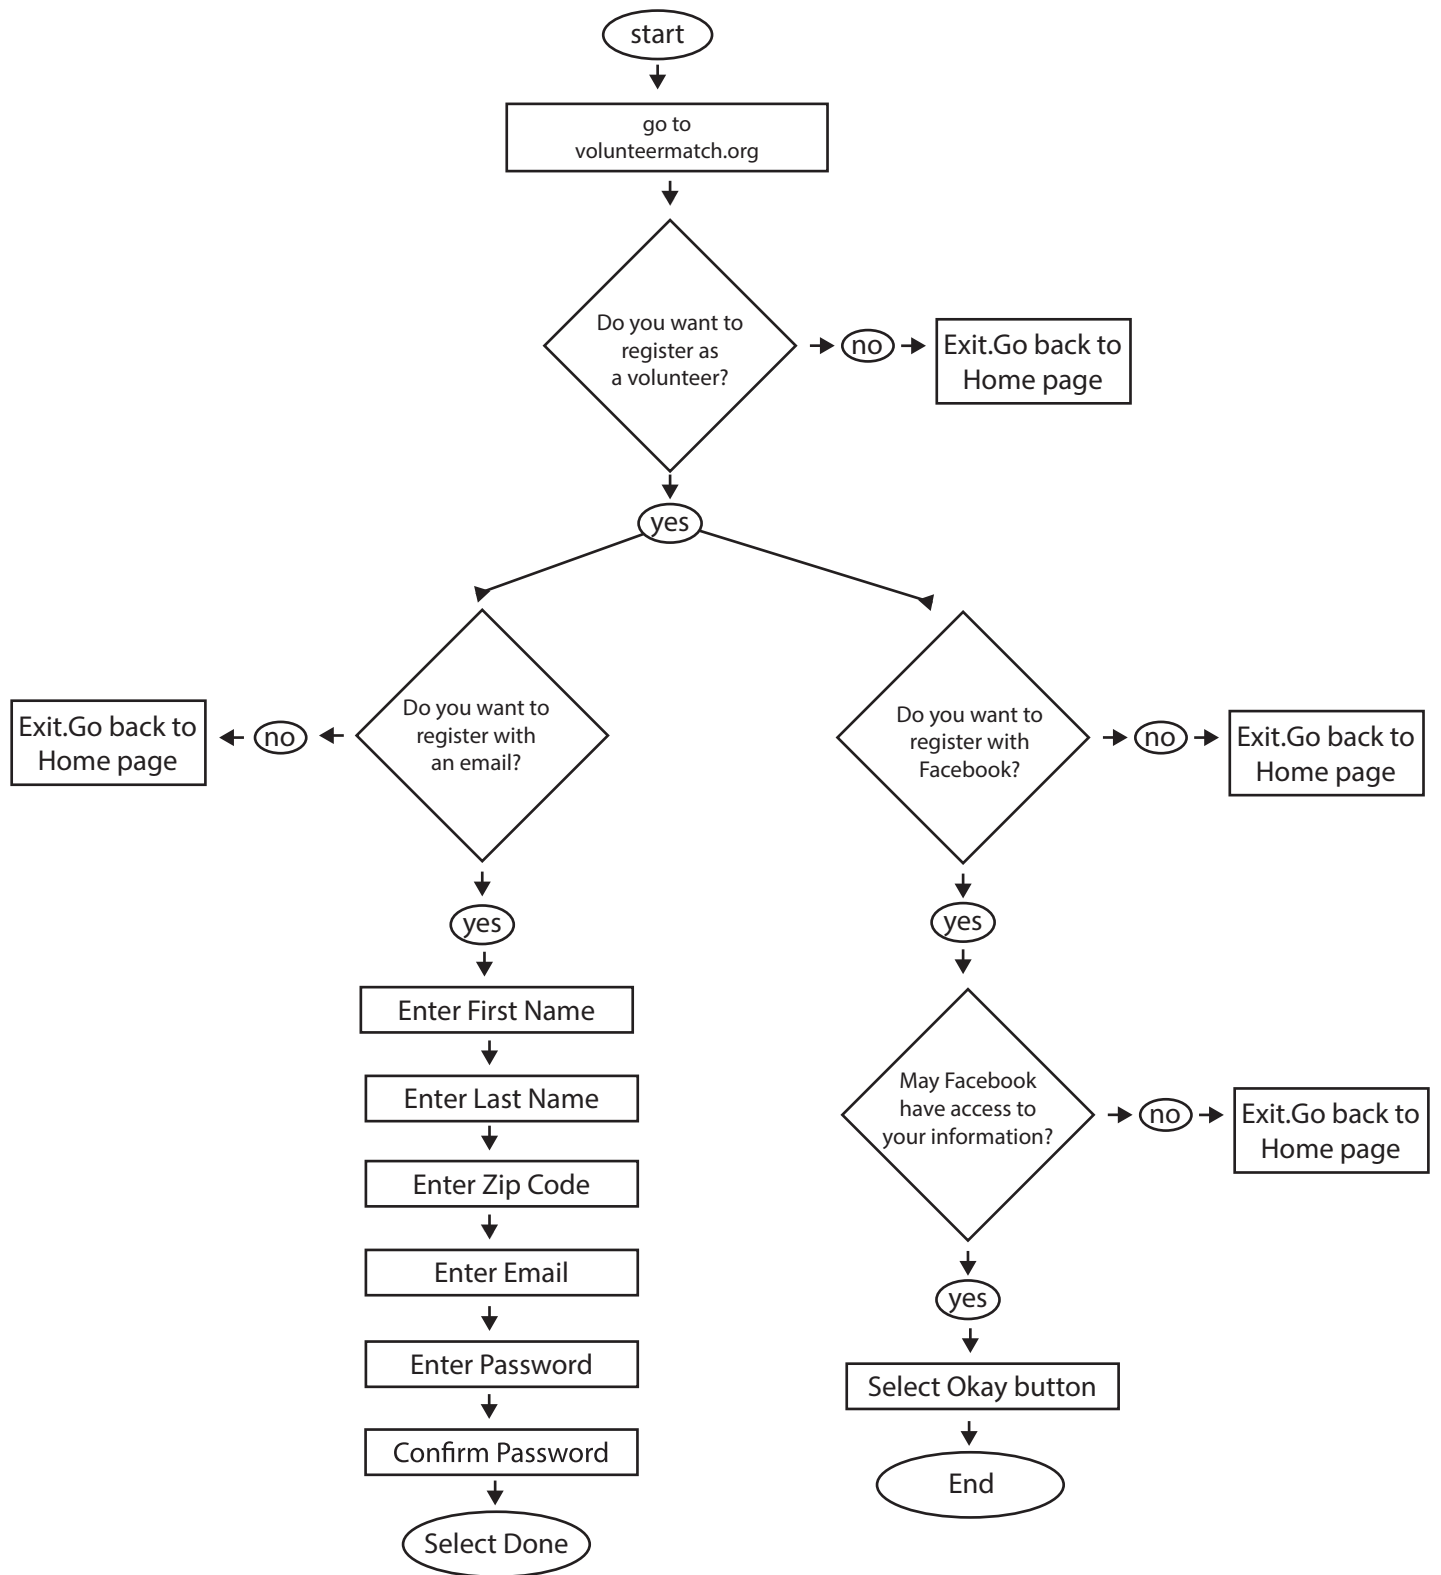 start
go to
volunteermatch.org
Do you want to
register as
a volunteer?
no
Exit.Go back to
Home page
yes
Do you want to
register with
an email?
no
Exit.Go back to
Home page
yes
Enter First Name
Enter Last Name
Enter Zip Code
Enter Email
Enter Password
Confirm Password
Select Done
Do you want to
register with
Facebook?
no
Exit.Go back to
Home page
yes
May Facebook
have access to
your information?
no
Exit.Go back to
Home page
yes
Select Okay button
End